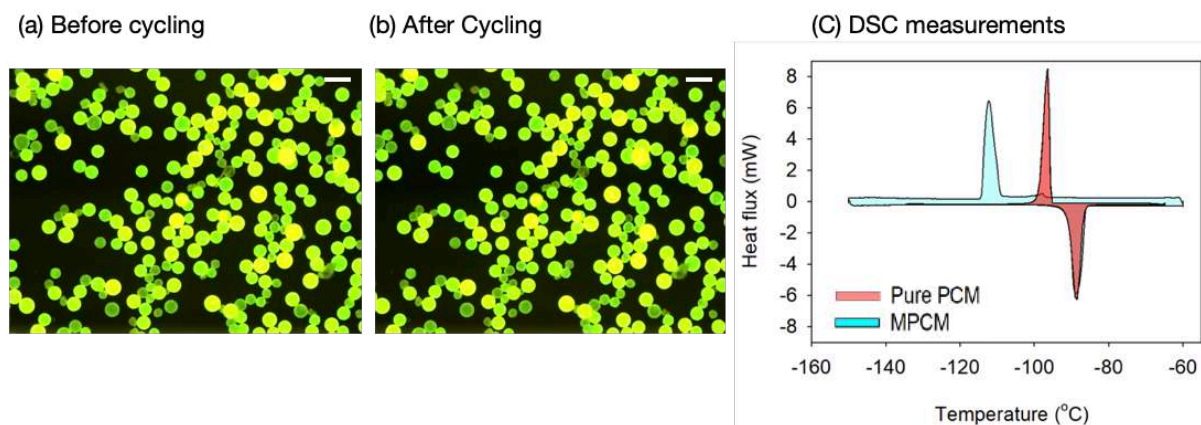 (a) Before cycling
(b) After Cycling
(C) DSC measurements
8
6
4
2
0
-2
-4
-6
-8
Heat flux (mW)
Pure PCM
MPCM
-160 -140 -120 -100 -80 -60
Temperature (°C)